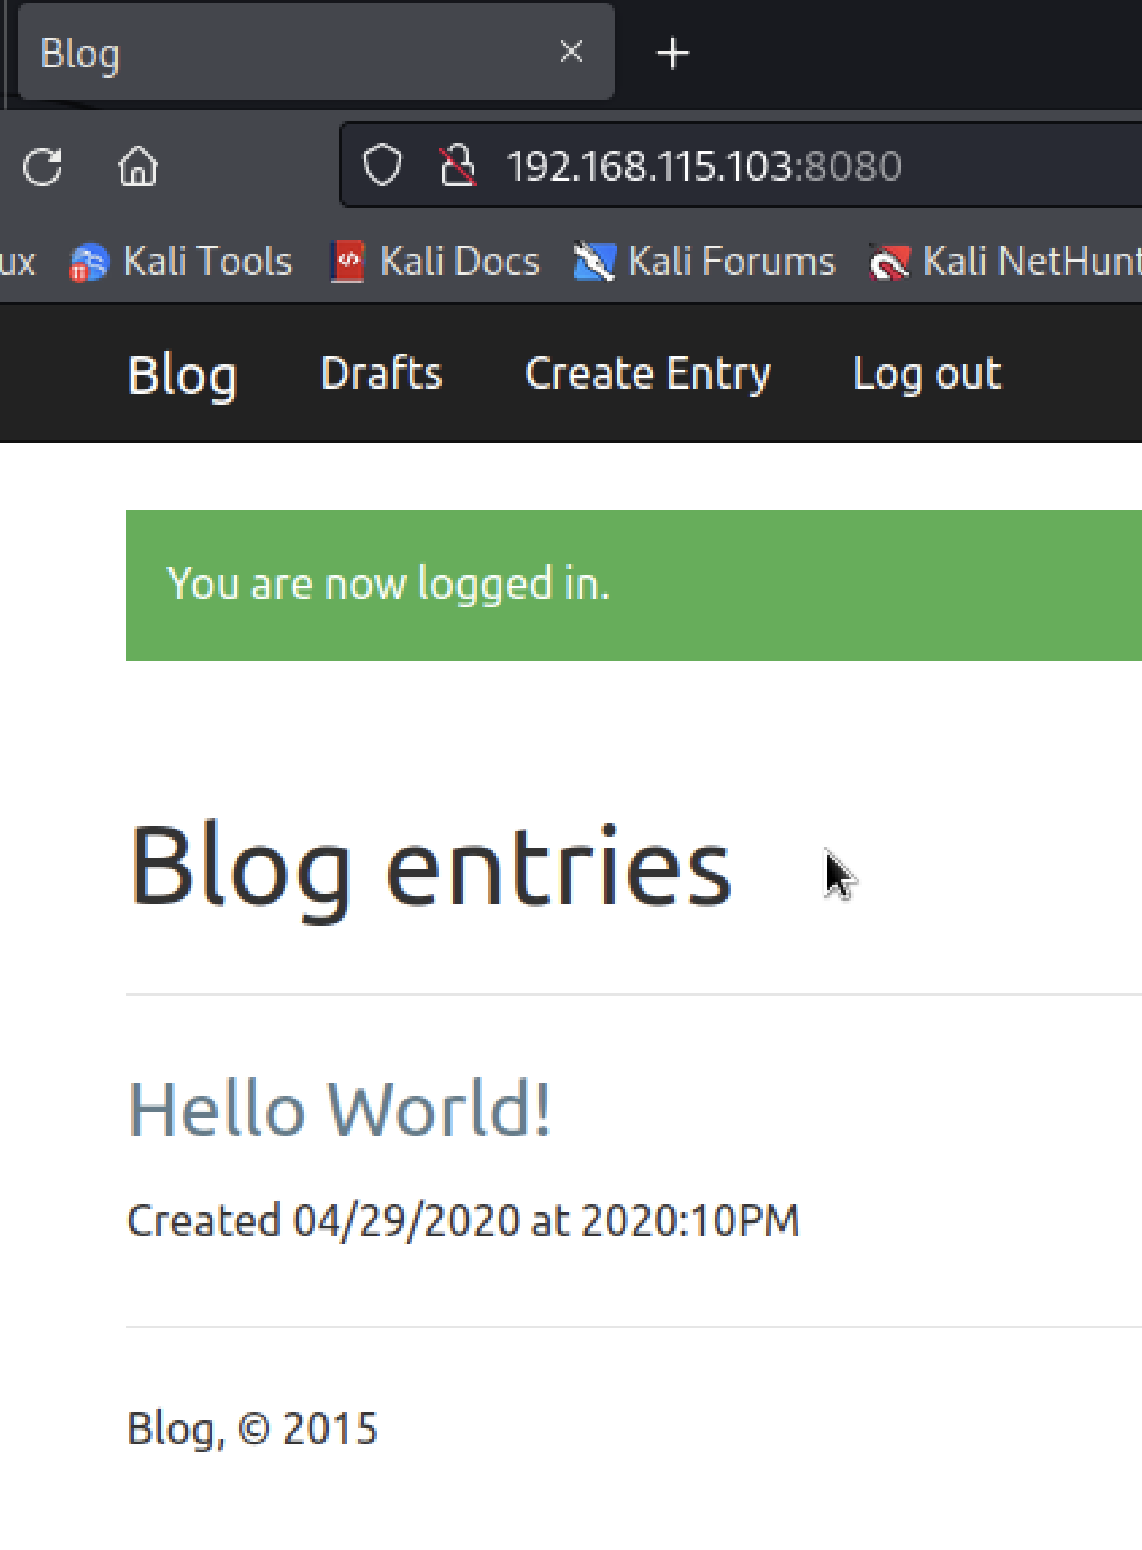 Blog
192.168.115.103:8080
ux Kali Tools Kali Docs Kali Forums Kali NetHunt
Blog Drafts Create Entry Log out
You are now logged in.
Blog entries
Hello World!
Created 04/29/2020 at 2020:10PM
Blog, © 2015